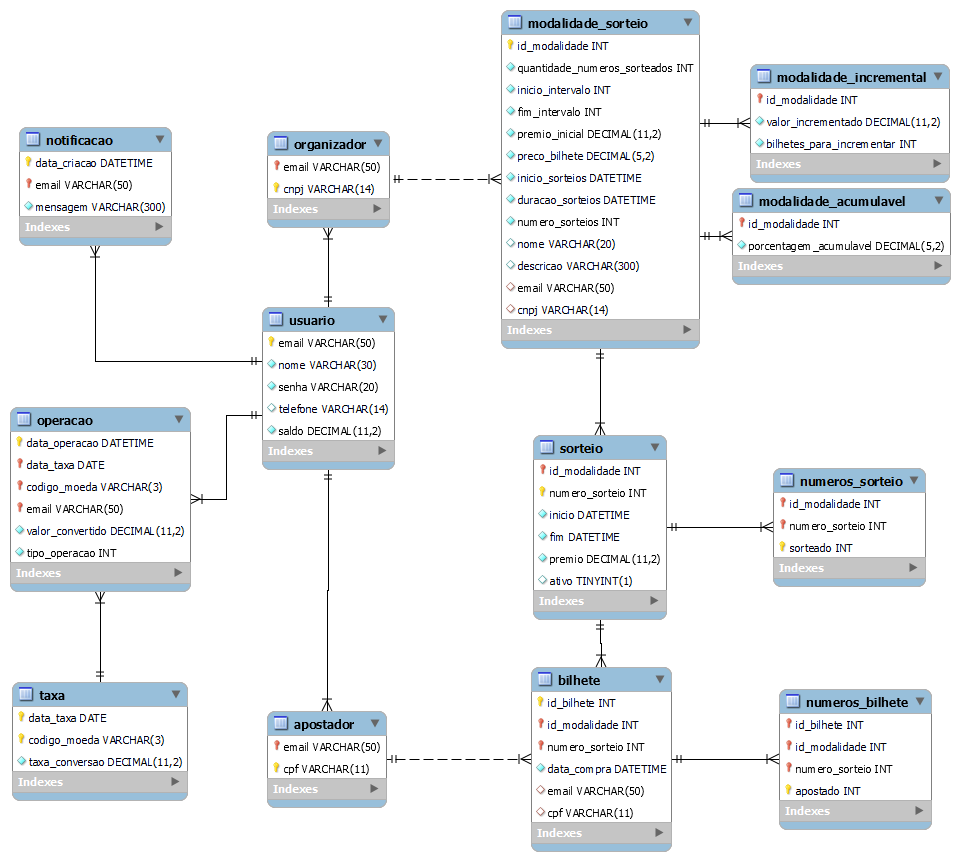 modalidade_sorteio
id_modalidade INT
quantidade_numeros_sorteados INT
inicio_intervalo INT
fim_intervalo INT
premio_inicial DECIMAL(11,2)
preco_bilhete DECIMAL(5,2)
inicio_sorteios DATETIME
duracao_sorteios DATETIME
numero_sorteios INT
nome VARCHAR(20)
descricao VARCHAR(300)
email VARCHAR(50)
cnpj VARCHAR(14)
Indexes
modalidade_incremental
id_modalidade INT
valor_incrementado DECIMAL(11,2)
bilhetes_para_incrementar INT
Indexes
modalidade_acumulavel
id_modalidade INT
porcentagem_acumulavel DECIMAL(5,2)
Indexes
notificacao
data_criacao DATETIME
email VARCHAR(50)
mensagem VARCHAR(300)
Indexes
organizador
email VARCHAR(50)
cnpj VARCHAR(14)
Indexes
usuario
email VARCHAR(50)
nome VARCHAR(30)
senha VARCHAR(20)
telefone VARCHAR(14)
saldo DECIMAL(11,2)
Indexes
operacao
data_operacao DATETIME
data_taxa DATE
codigo_moeda VARCHAR(3)
email VARCHAR(50)
valor_convertido DECIMAL(11,2)
tipo_operacao INT
Indexes
sorteio
id_modalidade INT
numero_sorteio INT
inicio DATETIME
fim DATETIME
premio DECIMAL(11,2)
ativo TINYINT(1)
Indexes
numeros_sorteio
id_modalidade INT
numero_sorteio INT
sorteado INT
Indexes
taxa
data_taxa DATE
codigo_moeda VARCHAR(3)
taxa_conversao DECIMAL(11,2)
Indexes
apostador
email VARCHAR(50)
cpf VARCHAR(11)
Indexes
bilhete
id_bilhete INT
id_modalidade INT
numero_sorteio INT
data_compra DATETIME
email VARCHAR(50)
cpf VARCHAR(11)
Indexes
numeros_bilhete
id_bilhete INT
id_modalidade INT
numero_sorteio INT
apostado INT
Indexes